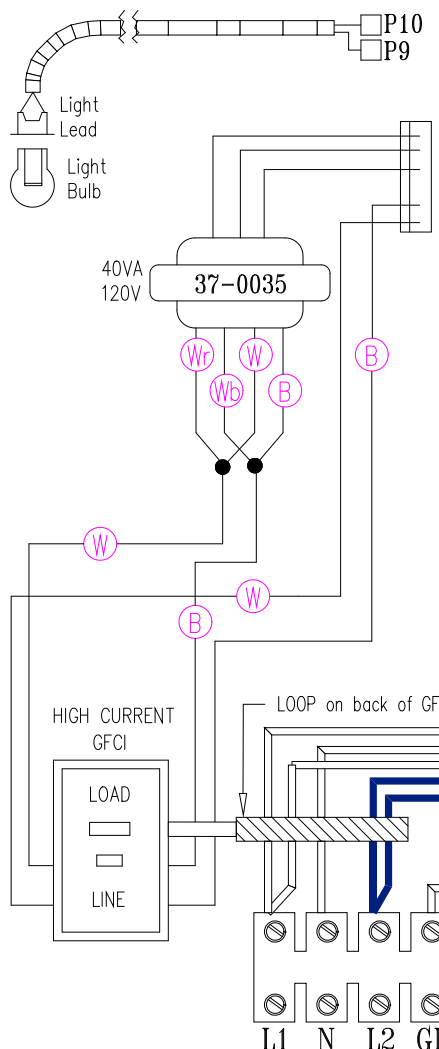 P10
P9
Light
Lead
Light
Bulb
40VA
120V
37-0035
Wr
W
Wb
B
B
W
W
B
LOOP on back of GF
HIGH CURRENT
GFCI
LOAD
LINE
L1 N L2